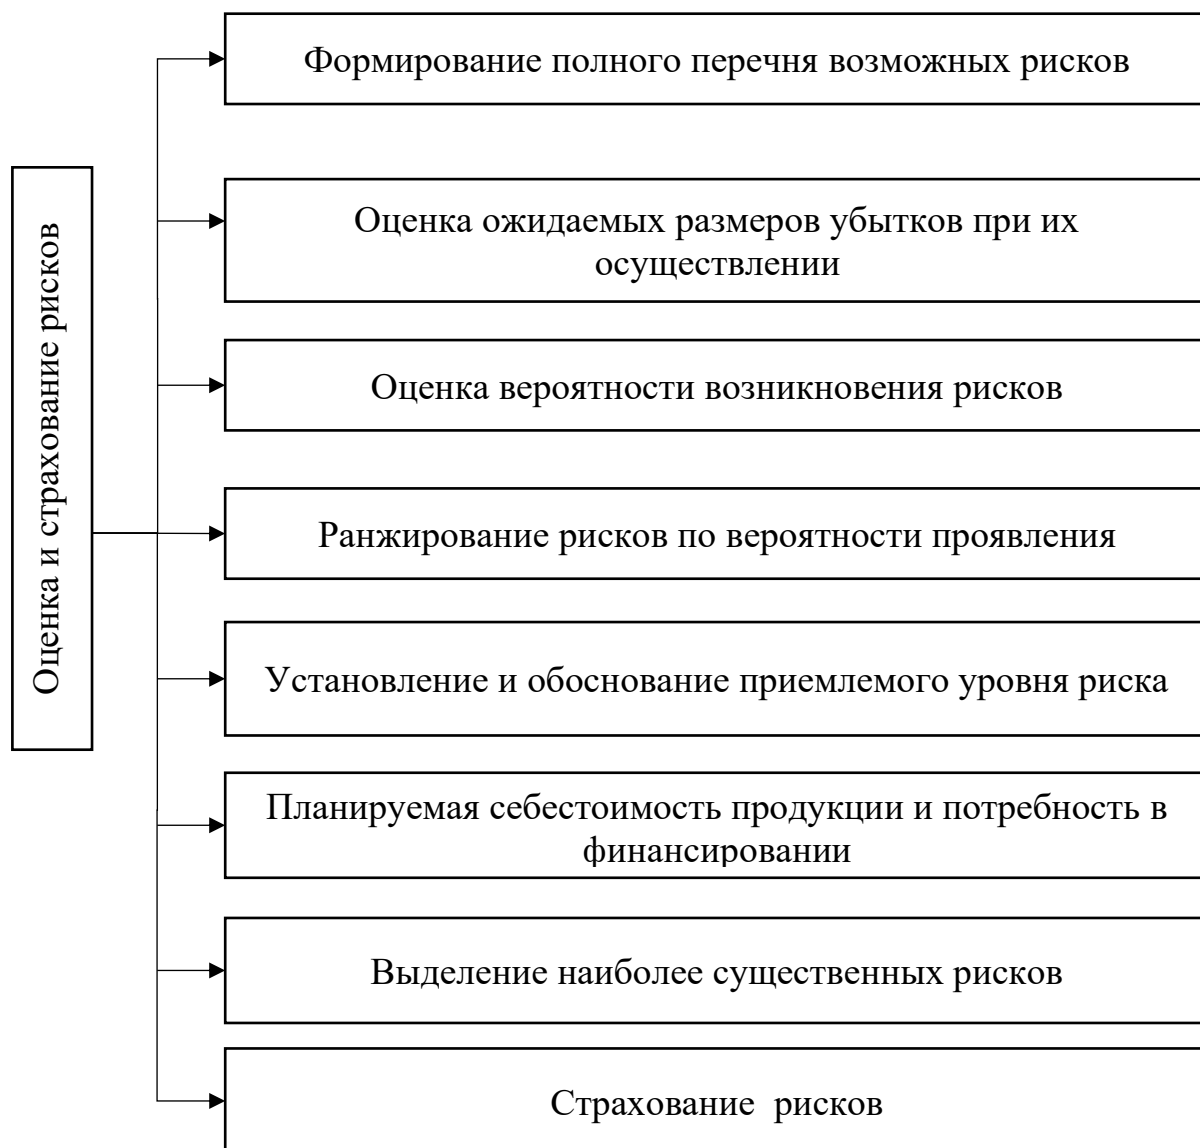 Оценка и страхование рисков
Формирование полного перечня возможных рисков
Оценка ожидаемых размеров убытков при их
осуществлении
Оценка вероятности возникновения рисков
Ранжирование рисков по вероятности проявления
Установление и обоснование приемлемого уровня риска
Планируемая себестоимость продукции и потребность в
финансировании
Выделение наиболее существенных рисков
Страхование рисков